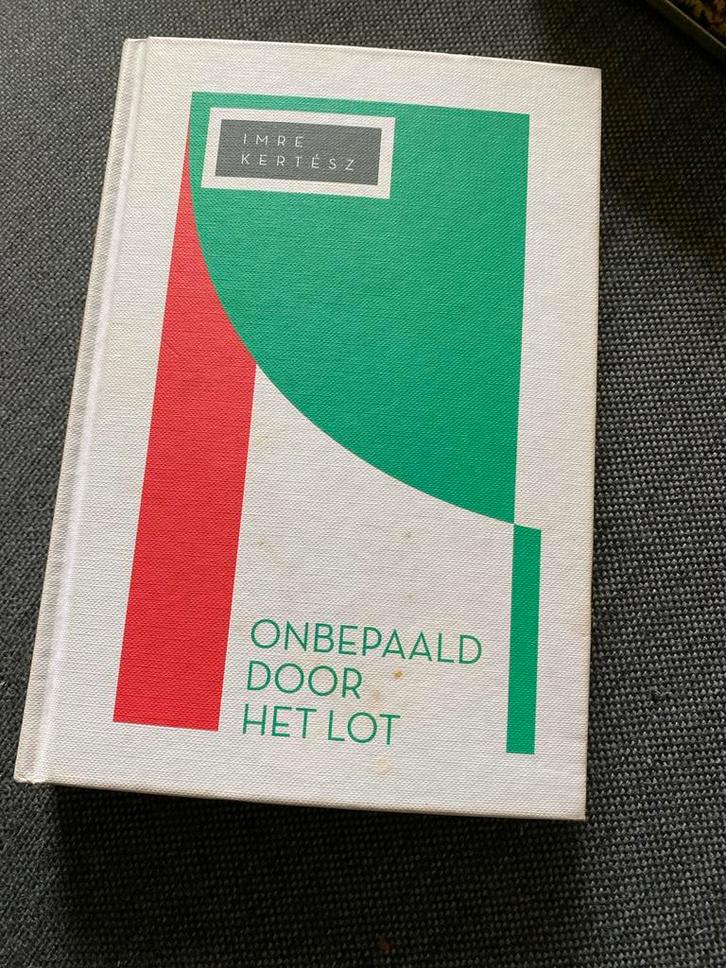 IMRE
KERTÉSZ
ONBEPAALD
DOOR
HET LOT